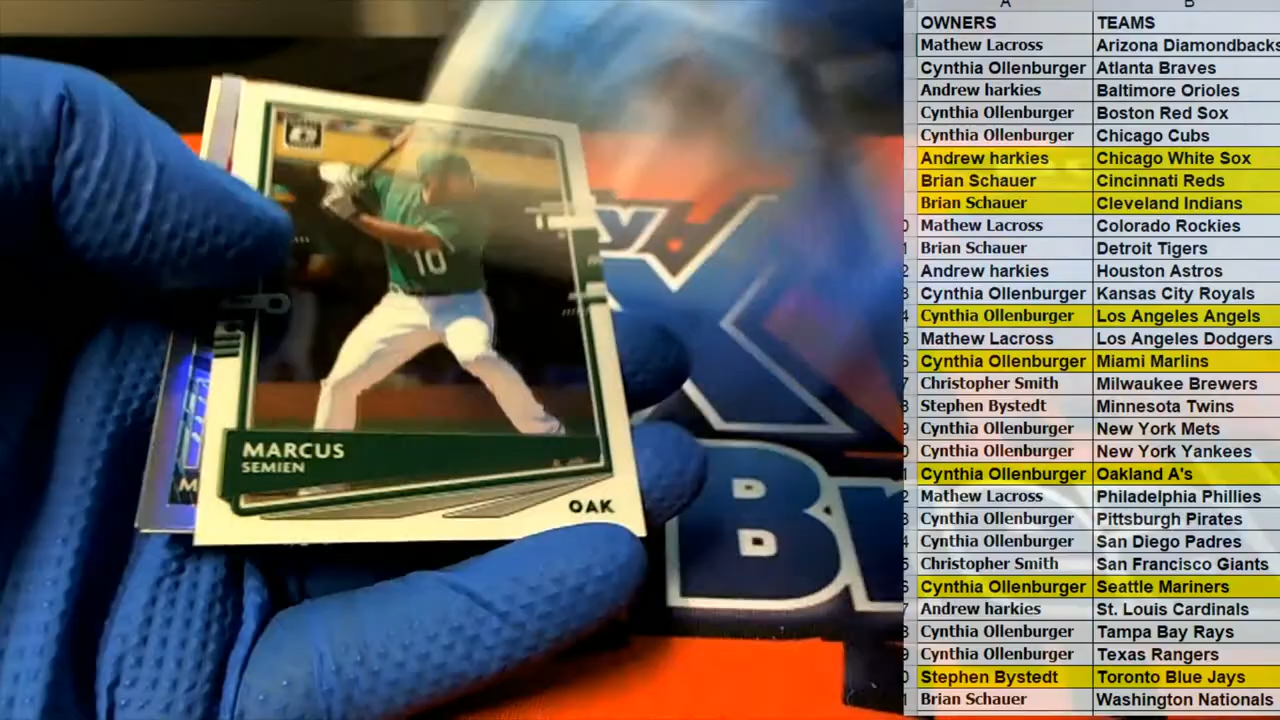 10
MARCUS
SEMIEN
OAK
A B
OWNERS TEAMS
Mathew Lacross Arizona Diamondbacks
Cynthia Ollenburger Atlanta Braves
Andrew harkies Baltimore Orioles
Cynthia Ollenburger Boston Red Sox
Cynthia Ollenburger Chicago Cubs
Andrew harkies Chicago White Sox
Brian Schauer Cincinnati Reds
Brian Schauer Cleveland Indians
Mathew Lacross Colorado Rockies
Brian Schauer Detroit Tigers
Andrew harkies Houston Astros
Cynthia Ollenburger Kansas City Royals
Cynthia Ollenburger Los Angeles Angels
Mathew Lacross Los Angeles Dodgers
Cynthia Ollenburger Miami Marlins
Christopher Smith Milwaukee Brewers
Stephen Bystedt Minnesota Twins
Cynthia Ollenburger New York Mets
Cynthia Ollenburger New York Yankees
Cynthia Ollenburger Oakland A's
Mathew Lacross Philadelphia Phillies
Cynthia Ollenburger Pittsburgh Pirates
Cynthia Ollenburger San Diego Padres
Christopher Smith San Francisco Giants
Cynthia Ollenburger Seattle Mariners
Andrew harkies St. Louis Cardinals
Cynthia Ollenburger Tampa Bay Rays
Cynthia Ollenburger Texas Rangers
Stephen Bystedt Toronto Blue Jays
Brian Schauer Washington Nationals